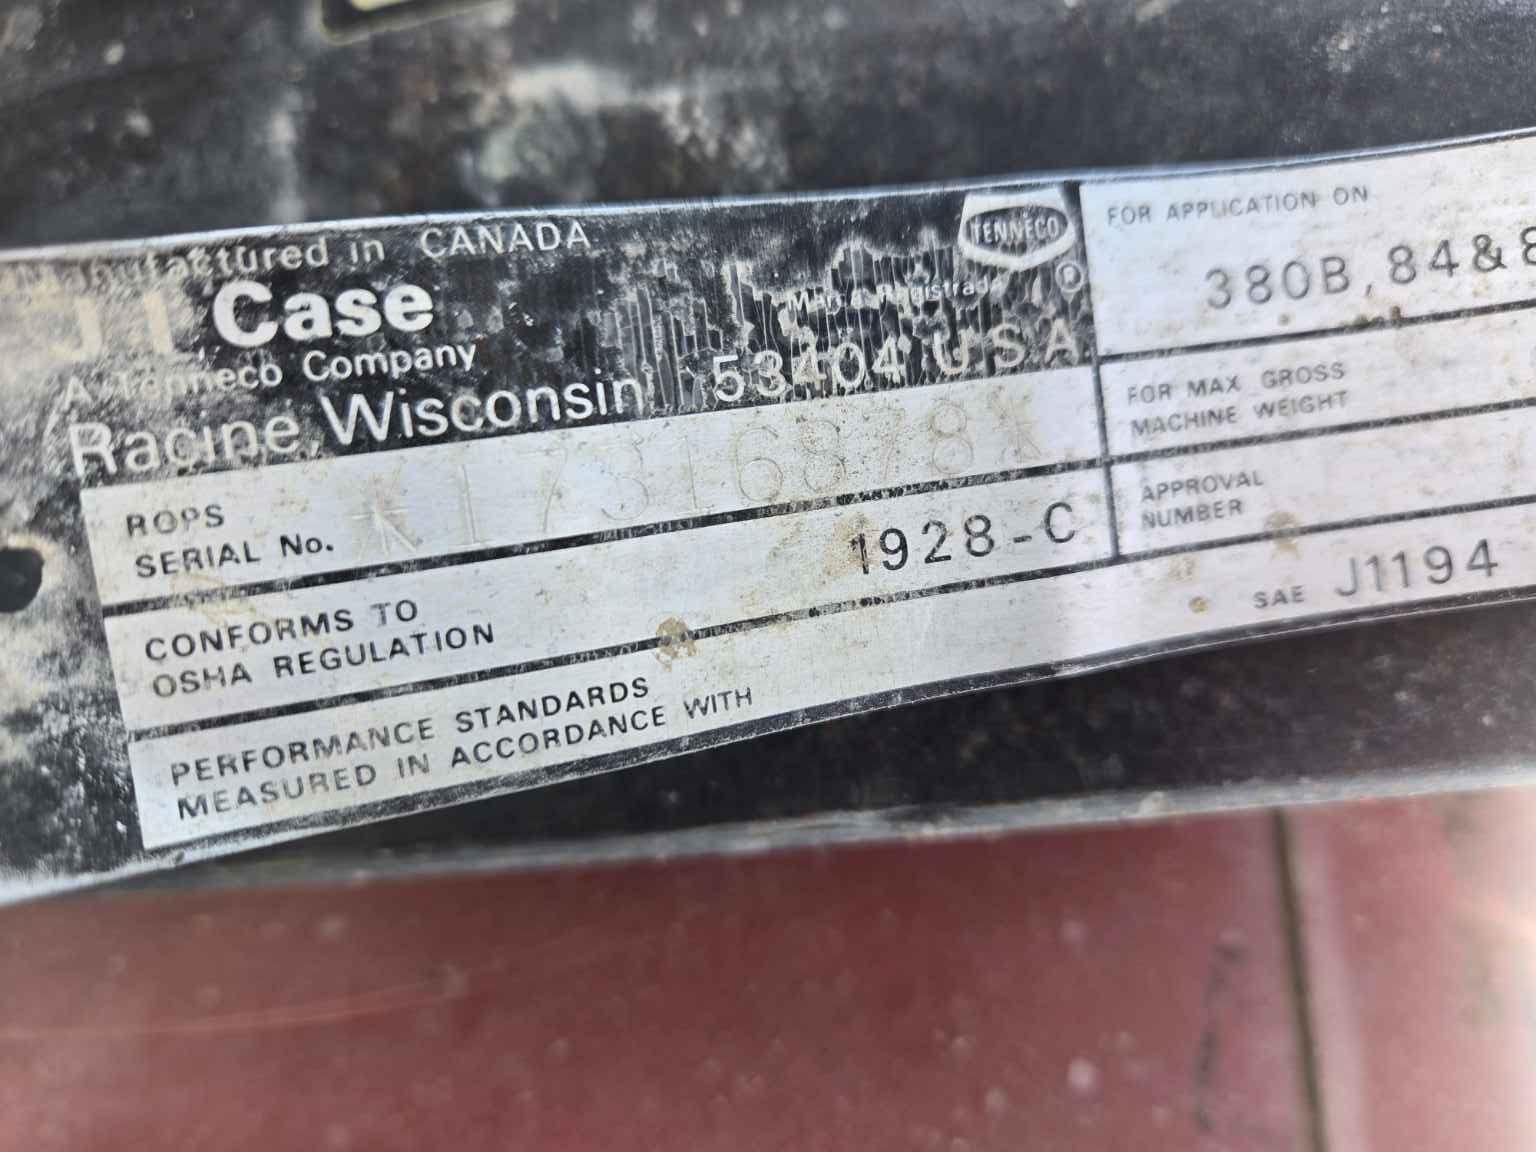 Manufactured in CANADA
J I Case
A Tenneco Company
Racine, Wisconsin 53404 USA
TENNECO
®
ROPS
SERIAL No. *17316878*
CONFORMS TO
OSHA REGULATION 1928-C
PERFORMANCE STANDARDS
MEASURED IN ACCORDANCE WITH
SAE J1194
FOR APPLICATION ON
380B, 84&8
FOR MAX GROSS
MACHINE WEIGHT
APPROVAL
NUMBER